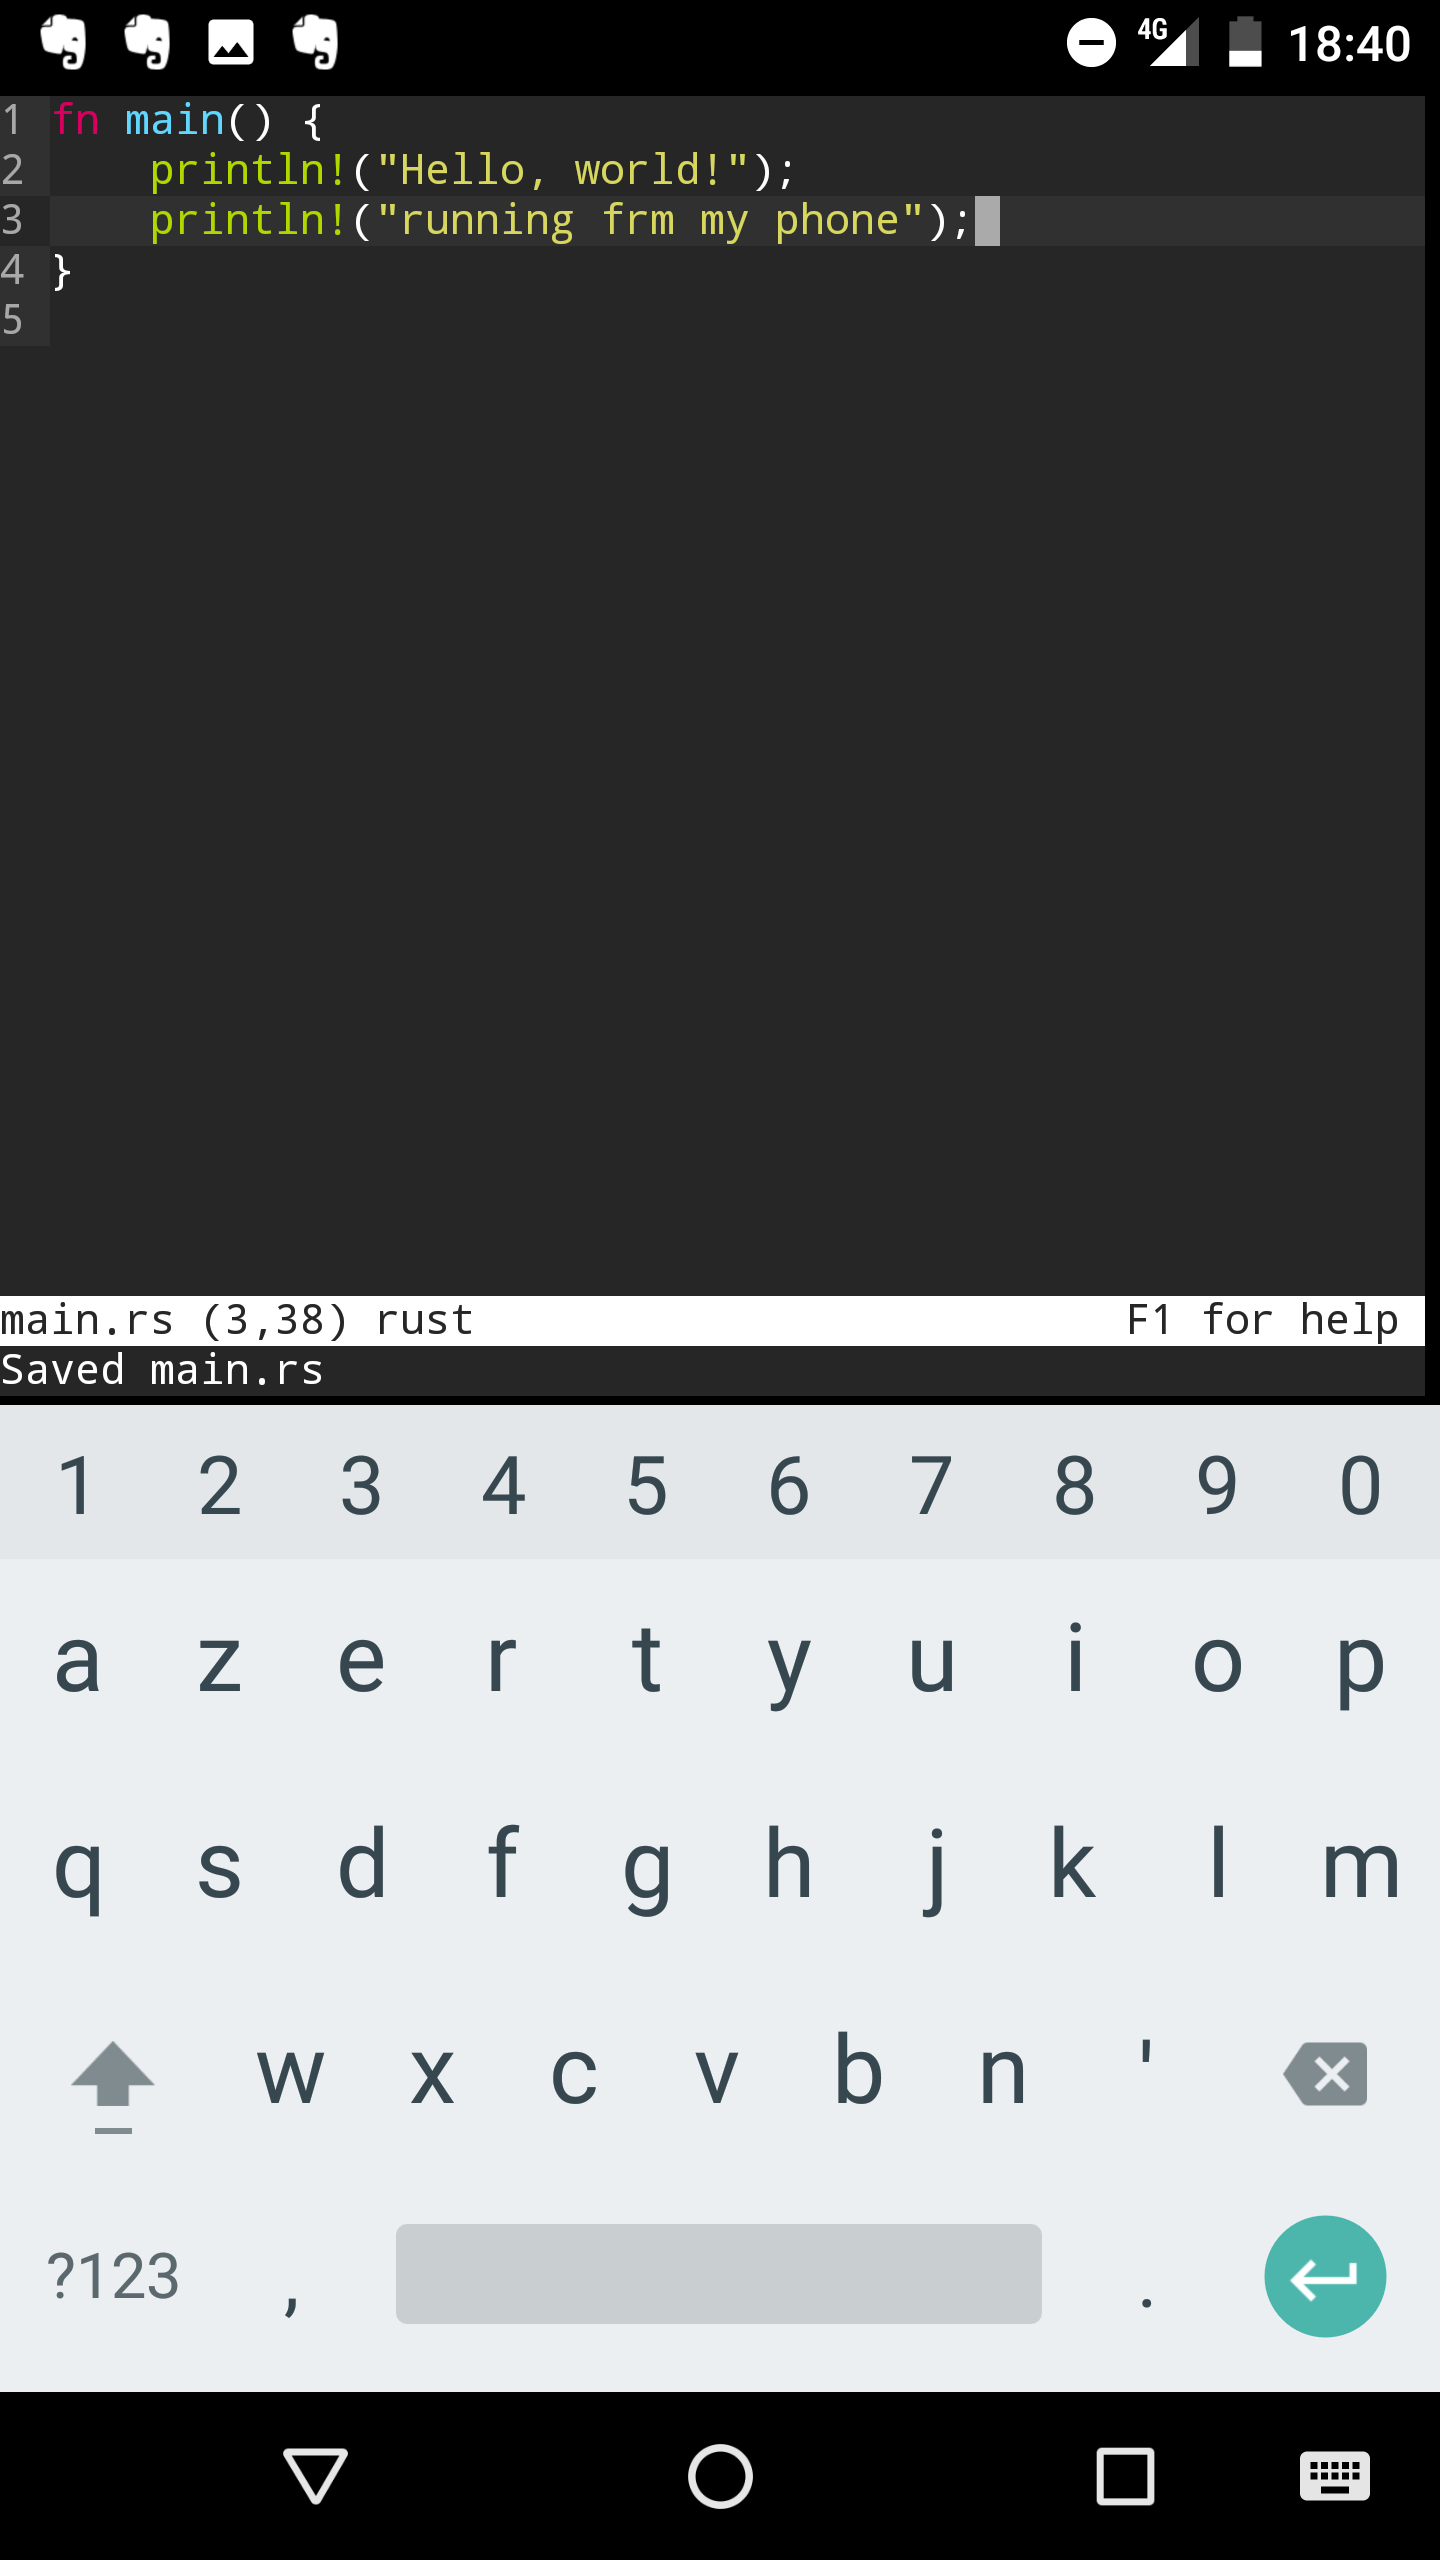 4G 18:40
1 fn main() {
2     println!("Hello, world!");
3     println!("running frm my phone");
4 }
5
main.rs (3,38) rust F1 for help
Saved main.rs
1 2 3 4 5 6 7 8 9 0
a z e r t y u i o p
q s d f g h j k l m
w x c v b n '
?123 , .